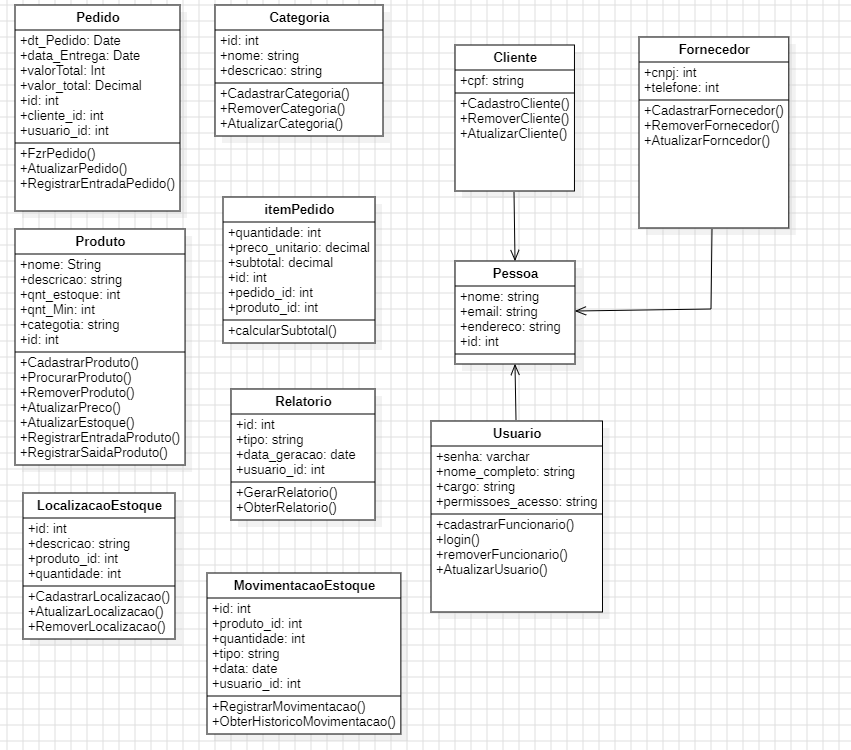 Pedido
+dt_Pedido: Date
+data_Entrega: Date
+valorTotal: Int
+valor_total: Decimal
+id: int
+cliente_id: int
+usuario_id: int
+FzrPedido()
+AtualizarPedido()
+RegistrarEntradaPedido()
Categoria
+id: int
+nome: string
+descricao: string
+CadastrarCategoria()
+RemoverCategoria()
+AtualizarCategoria()
Cliente
+cpf: string
+CadastroCliente()
+RemoverCliente()
+AtualizarCliente()
Fornecedor
+cnpj: int
+telefone: int
+CadastrarFornecedor()
+RemoverFornecedor()
+AtualizarForncedor()
itemPedido
+quantidade: int
+preco_unitario: decimal
+subtotal: decimal
+id: int
+pedido_id: int
+produto_id: int
+calcularSubtotal()
Produto
+nome: String
+descricao: string
+qnt_estoque: int
+qnt_Min: int
+categotia: string
+id: int
+CadastrarProduto()
+ProcurarProduto()
+RemoverProduto()
+AtualizarPreco()
+AtualizarEstoque()
+RegistrarEntradaProduto()
+RegistrarSaidaProduto()
Pessoa
+nome: string
+email: string
+endereco: string
+id: int
Relatorio
+id: int
+tipo: string
+data_geracao: date
+usuario_id: int
+GerarRelatorio()
+ObterRelatorio()
Usuario
+senha: varchar
+nome_completo: string
+cargo: string
+permissoes_acesso: string
+cadastrarFuncionario()
+login()
+removerFuncionario()
+AtualizarUsuario()
LocalizacaoEstoque
+id: int
+descricao: string
+produto_id: int
+quantidade: int
+CadastrarLocalizacao()
+AtualizarLocalizacao()
+RemoverLocalizacao()
MovimentacaoEstoque
+id: int
+produto_id: int
+quantidade: int
+tipo: string
+data: date
+usuario_id: int
+RegistrarMovimentacao()
+ObterHistoricoMovimentacao()